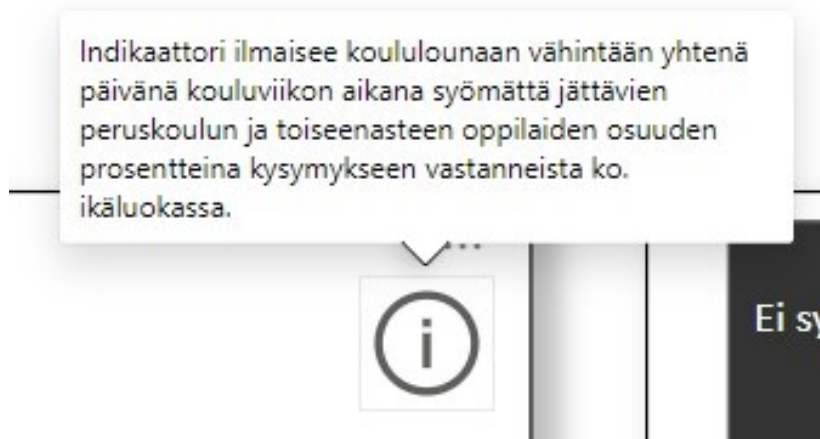 Indikaattori ilmaisee koululounaan vähintään yhtenä
päivänä kouluviikon aikana syömättä jättävien
peruskoulun ja toiseenasteen oppilaiden osuuden
prosentteina kysymykseen vastanneista ko.
ikäluokassa.
i
Ei